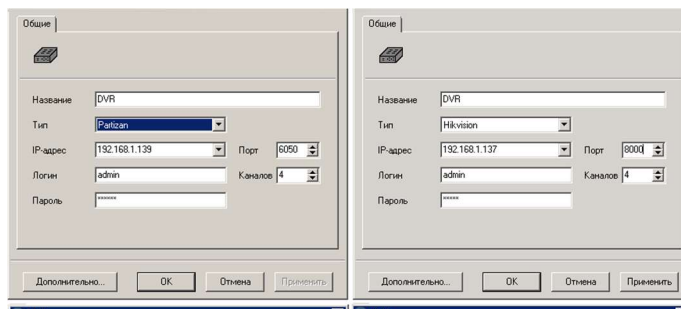 Общие
Название DVR
Тип Partizan
IP-адрес 192.168.1.139 Порт 6050
Логин admin Каналов 4
Пароль ******
Дополнительно... OK Отмена Применить
Общие
Название DVR
Тип Hikvision
IP-адрес 192.168.1.137 Порт 8000
Логин admin Каналов 4
Пароль *****
Дополнительно... OK Отмена Применить